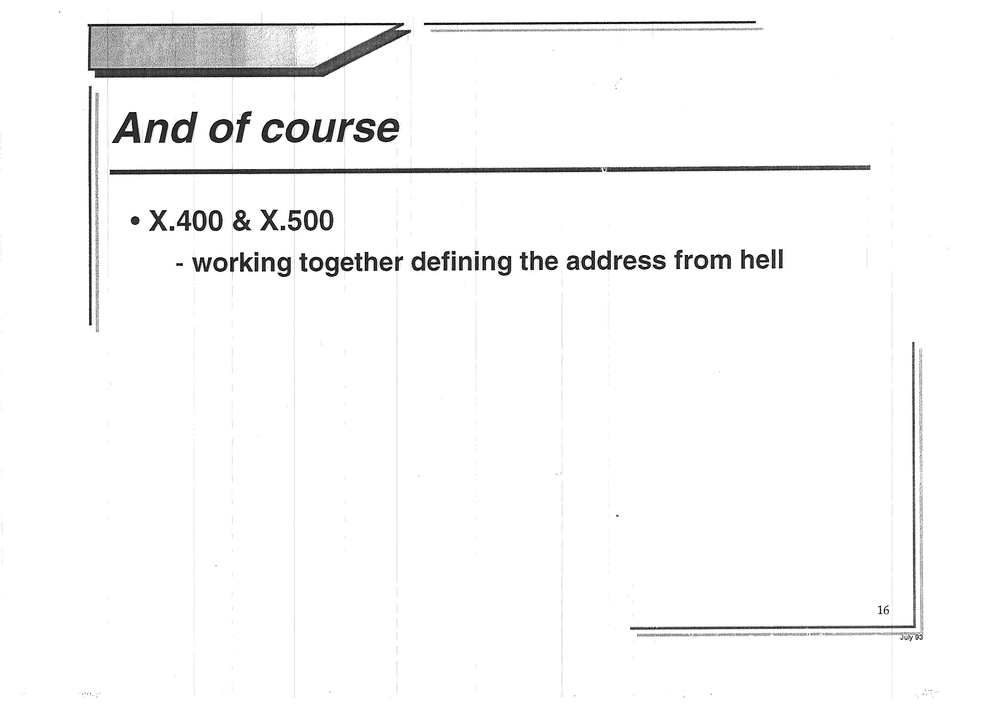 And of course
• X.400 & X.500
- working together defining the address from hell
16
July 93